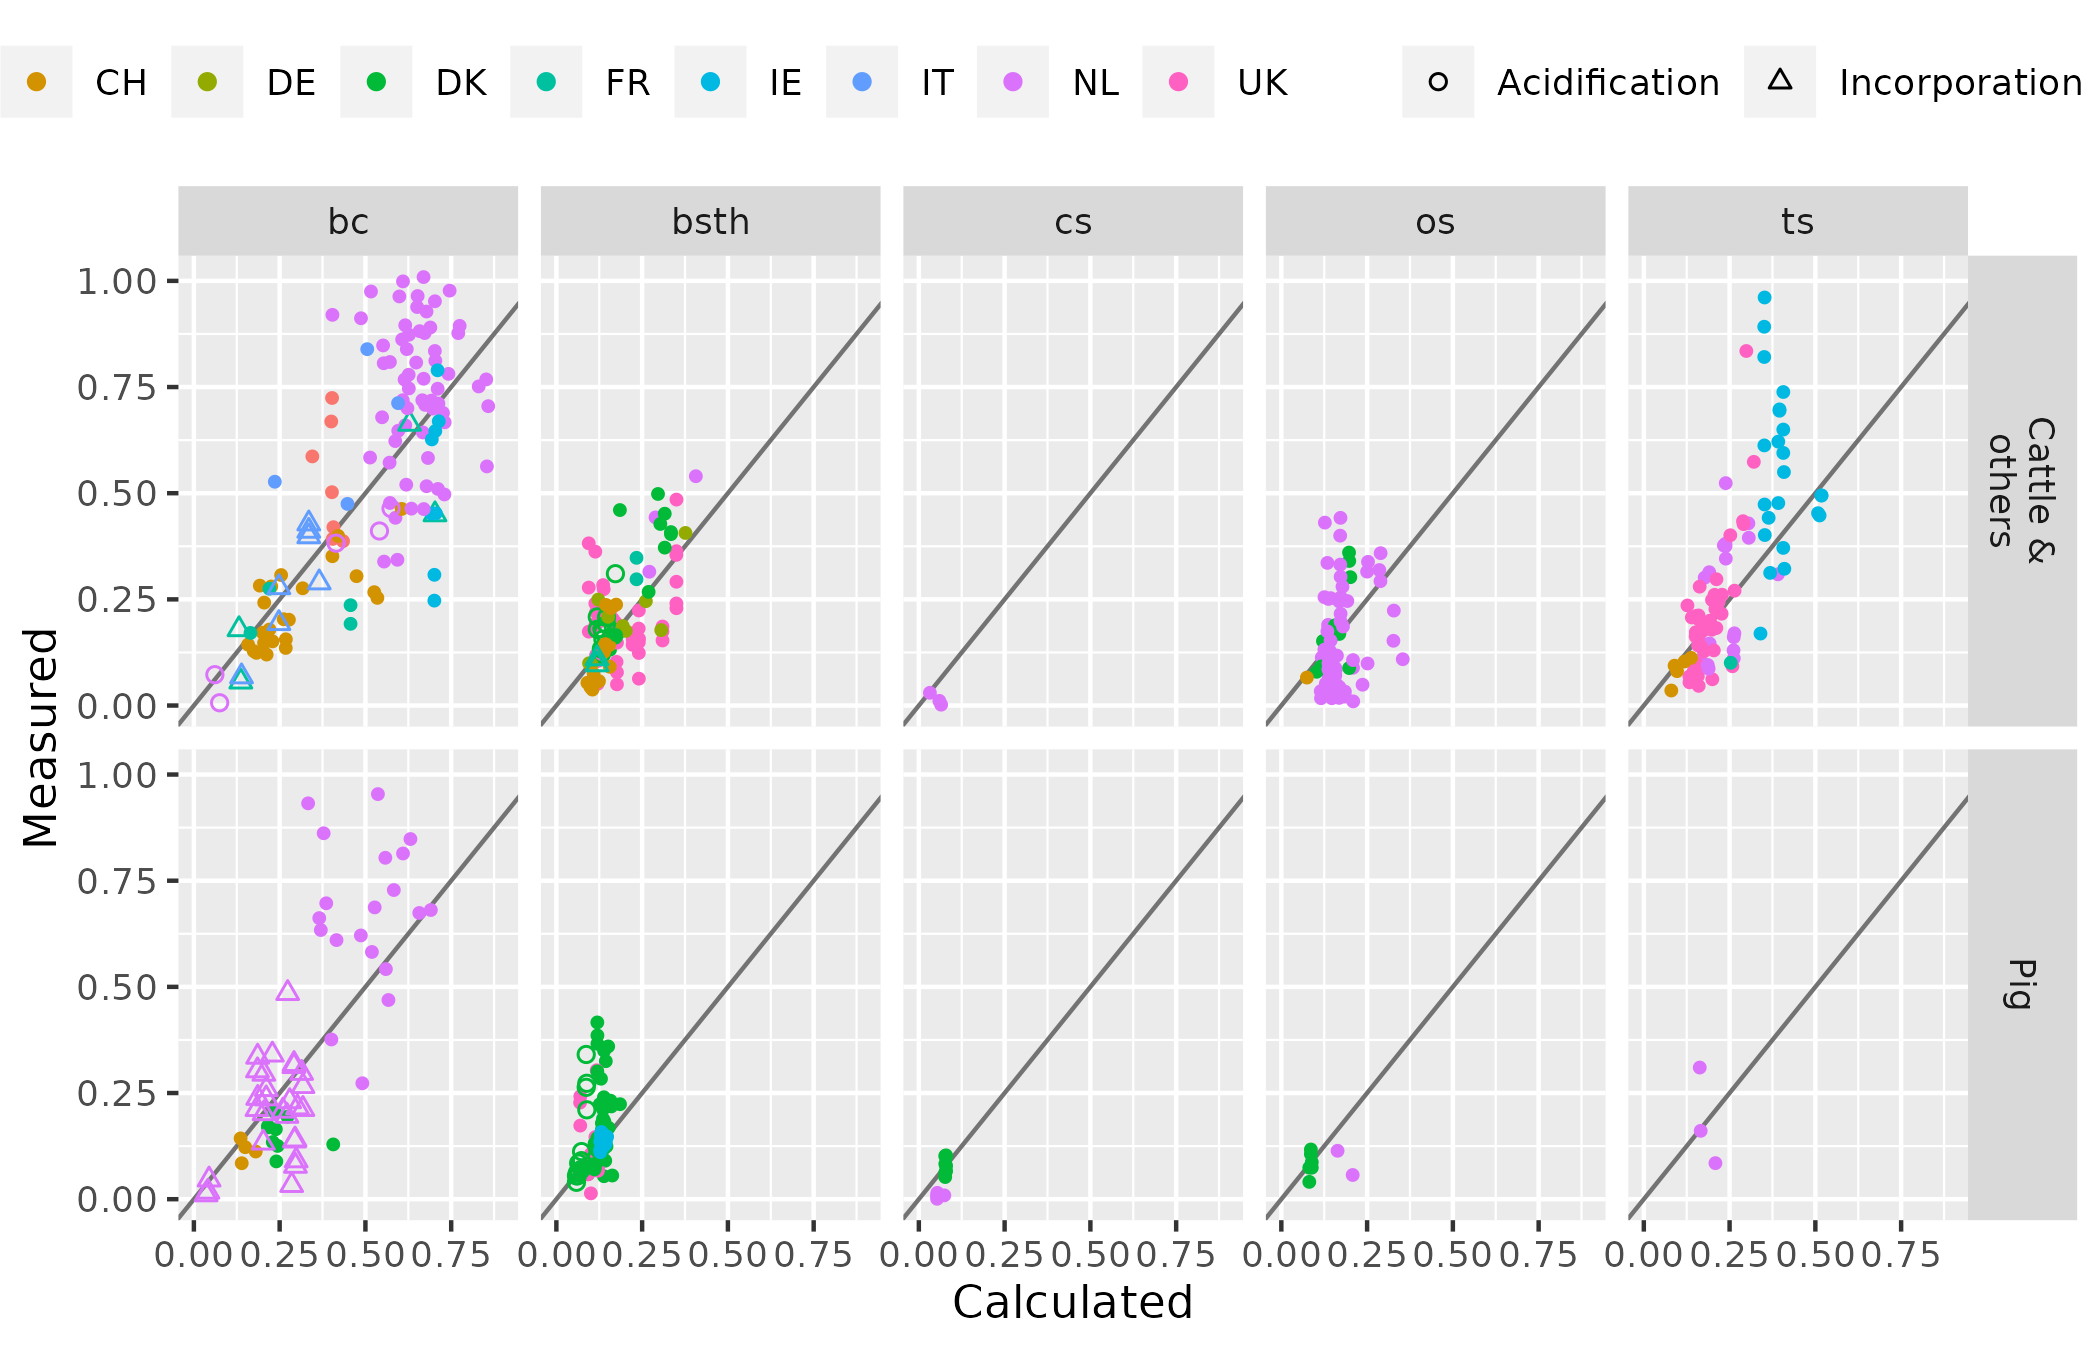 CH DE DK FR IE IT NL UK Acidification Incorporation
bc bsth cs os ts
1.00
0.75
0.50
0.25
0.00
Cattle &
others
Measured
1.00
0.75
0.50
0.25
0.00
Pig
0.00 0.25 0.50 0.75 0.00 0.25 0.50 0.75 0.00 0.25 0.50 0.75 0.00 0.25 0.50 0.75 0.00 0.25 0.50 0.75
Calculated